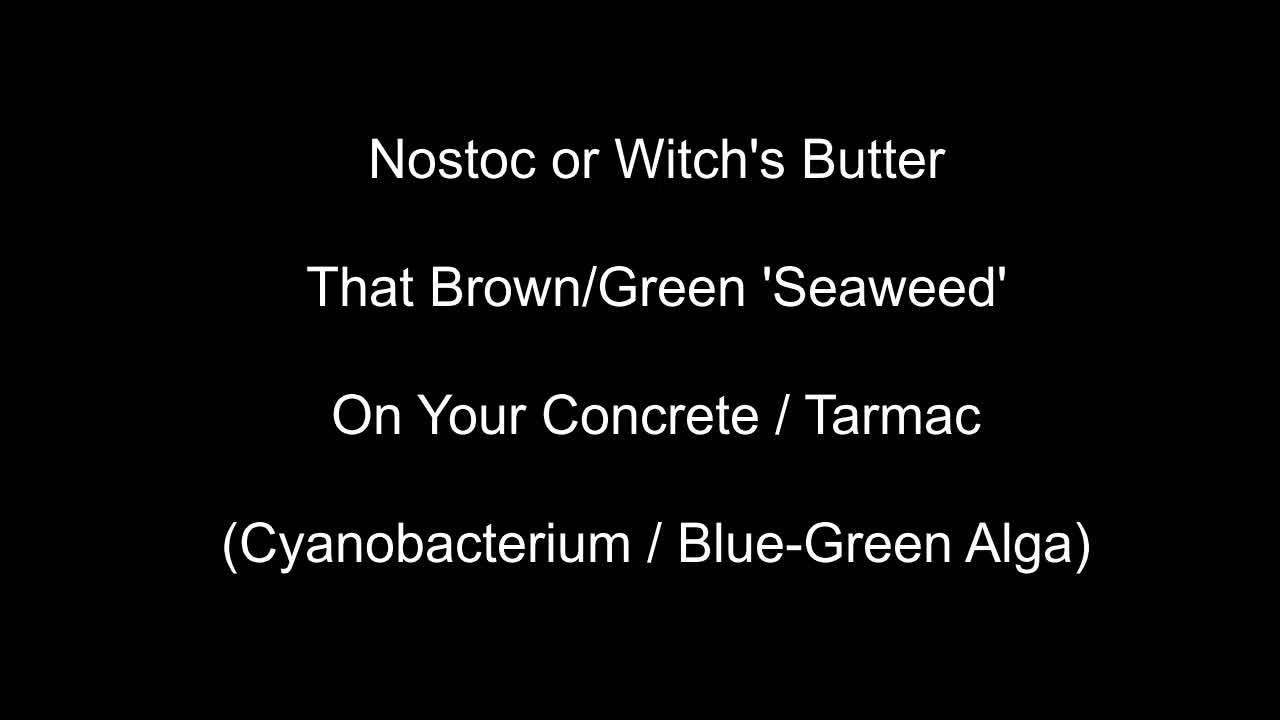 Nostoc or Witch's Butter
That Brown/Green 'Seaweed'
On Your Concrete / Tarmac
(Cyanobacterium / Blue-Green Alga)